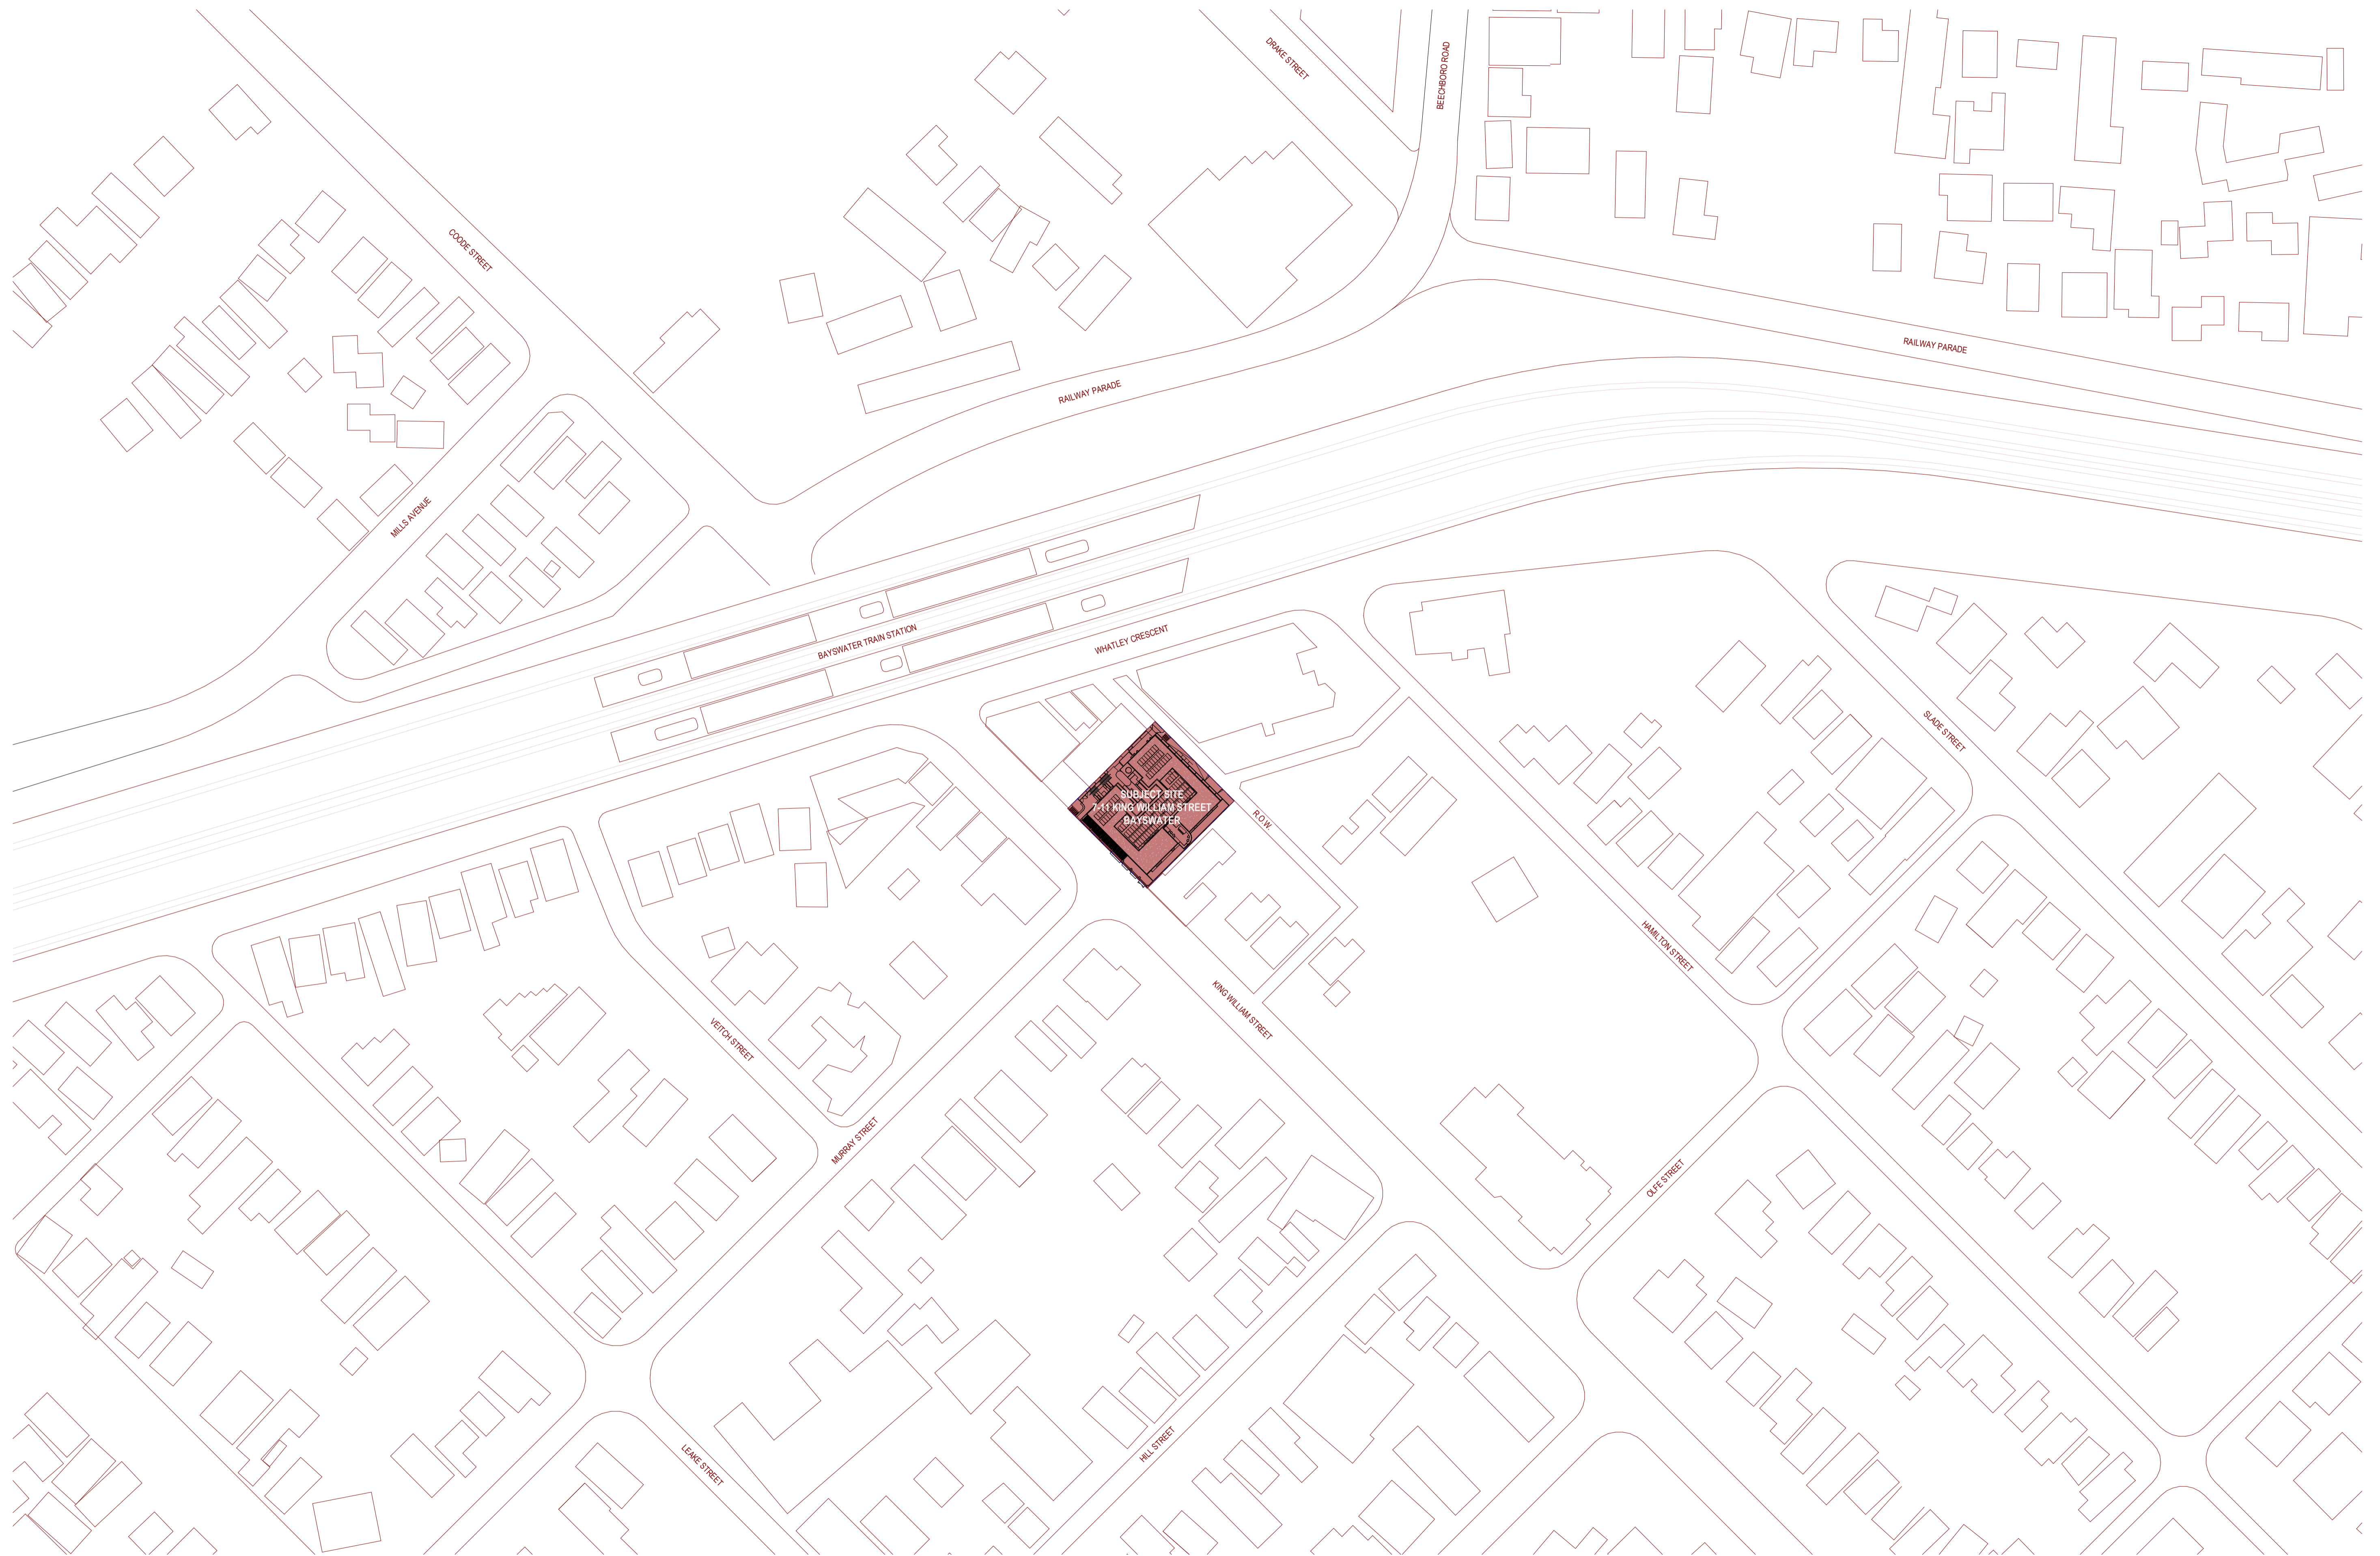 DRAKE STREET
BEECHBORO ROAD
COODE STREET
RAILWAY PARADE
RAILWAY PARADE
MILLS AVENUE
BAYSWATER TRAIN STATION
WHATLEY CRESCENT
SLADE STREET
SUBJECT SITE
7-11 KING WILLIAM STREET
BAYSWATER
R.O.W
HAMILTON STREET
KING WILLIAM STREET
VEITCH STREET
MURRAY STREET
OLFE STREET
HILL STREET
LEAKE STREET